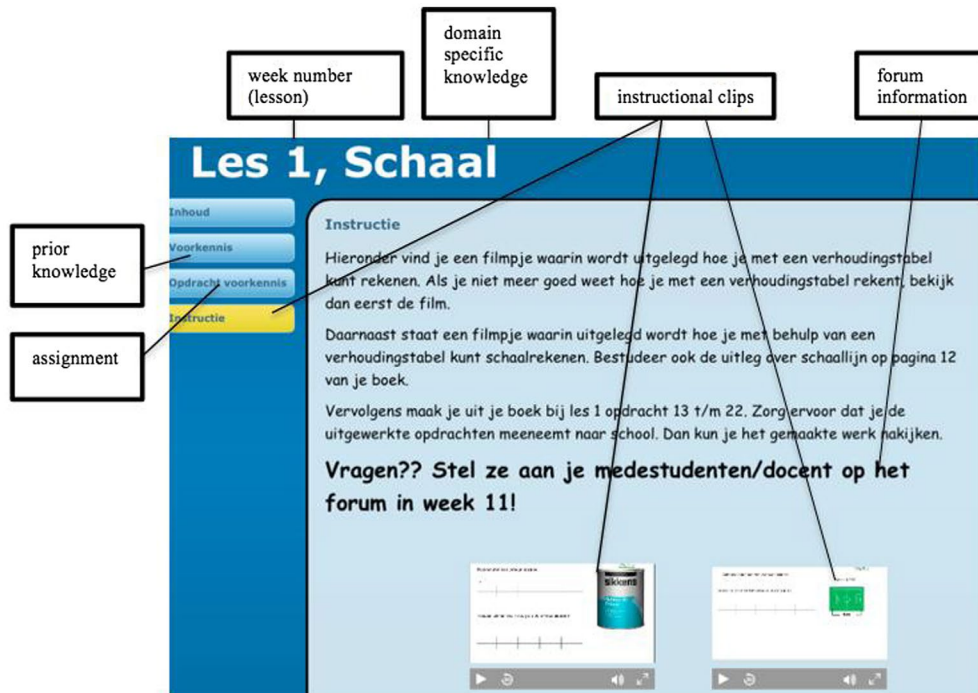 domain
specific
knowledge
week number
(lesson)
instructional clips
forum
information
Les 1, Schaal
Inhoud
Voorkennis
Opdracht voorkennis
Instructie
prior
knowledge
assignment
Instructie
Hieronder vind je een filmpje waarin wordt uitgelegd hoe je met een verhoudingstabel
kunt rekenen. Als je niet meer goed weet hoe je met een verhoudingstabel rekent, bekijk
dan eerst de film.
Daarnaast staat een filmpje waarin uitgelegd wordt hoe je met behulp van een
verhoudingstabel kunt schaalrekenen. Bestudeer ook de uitleg over schaallijn op pagina 12
van je boek.
Vervolgens maak je uit je boek bij les 1 opdracht 13 t/m 22. Zorg ervoor dat je de
uitgewerkte opdrachten meeneemt naar school. Dan kun je het gemaakte werk nakijken.
Vragen?? Stel ze aan je medestudenten/docent op het
forum in week 11!
sikkens